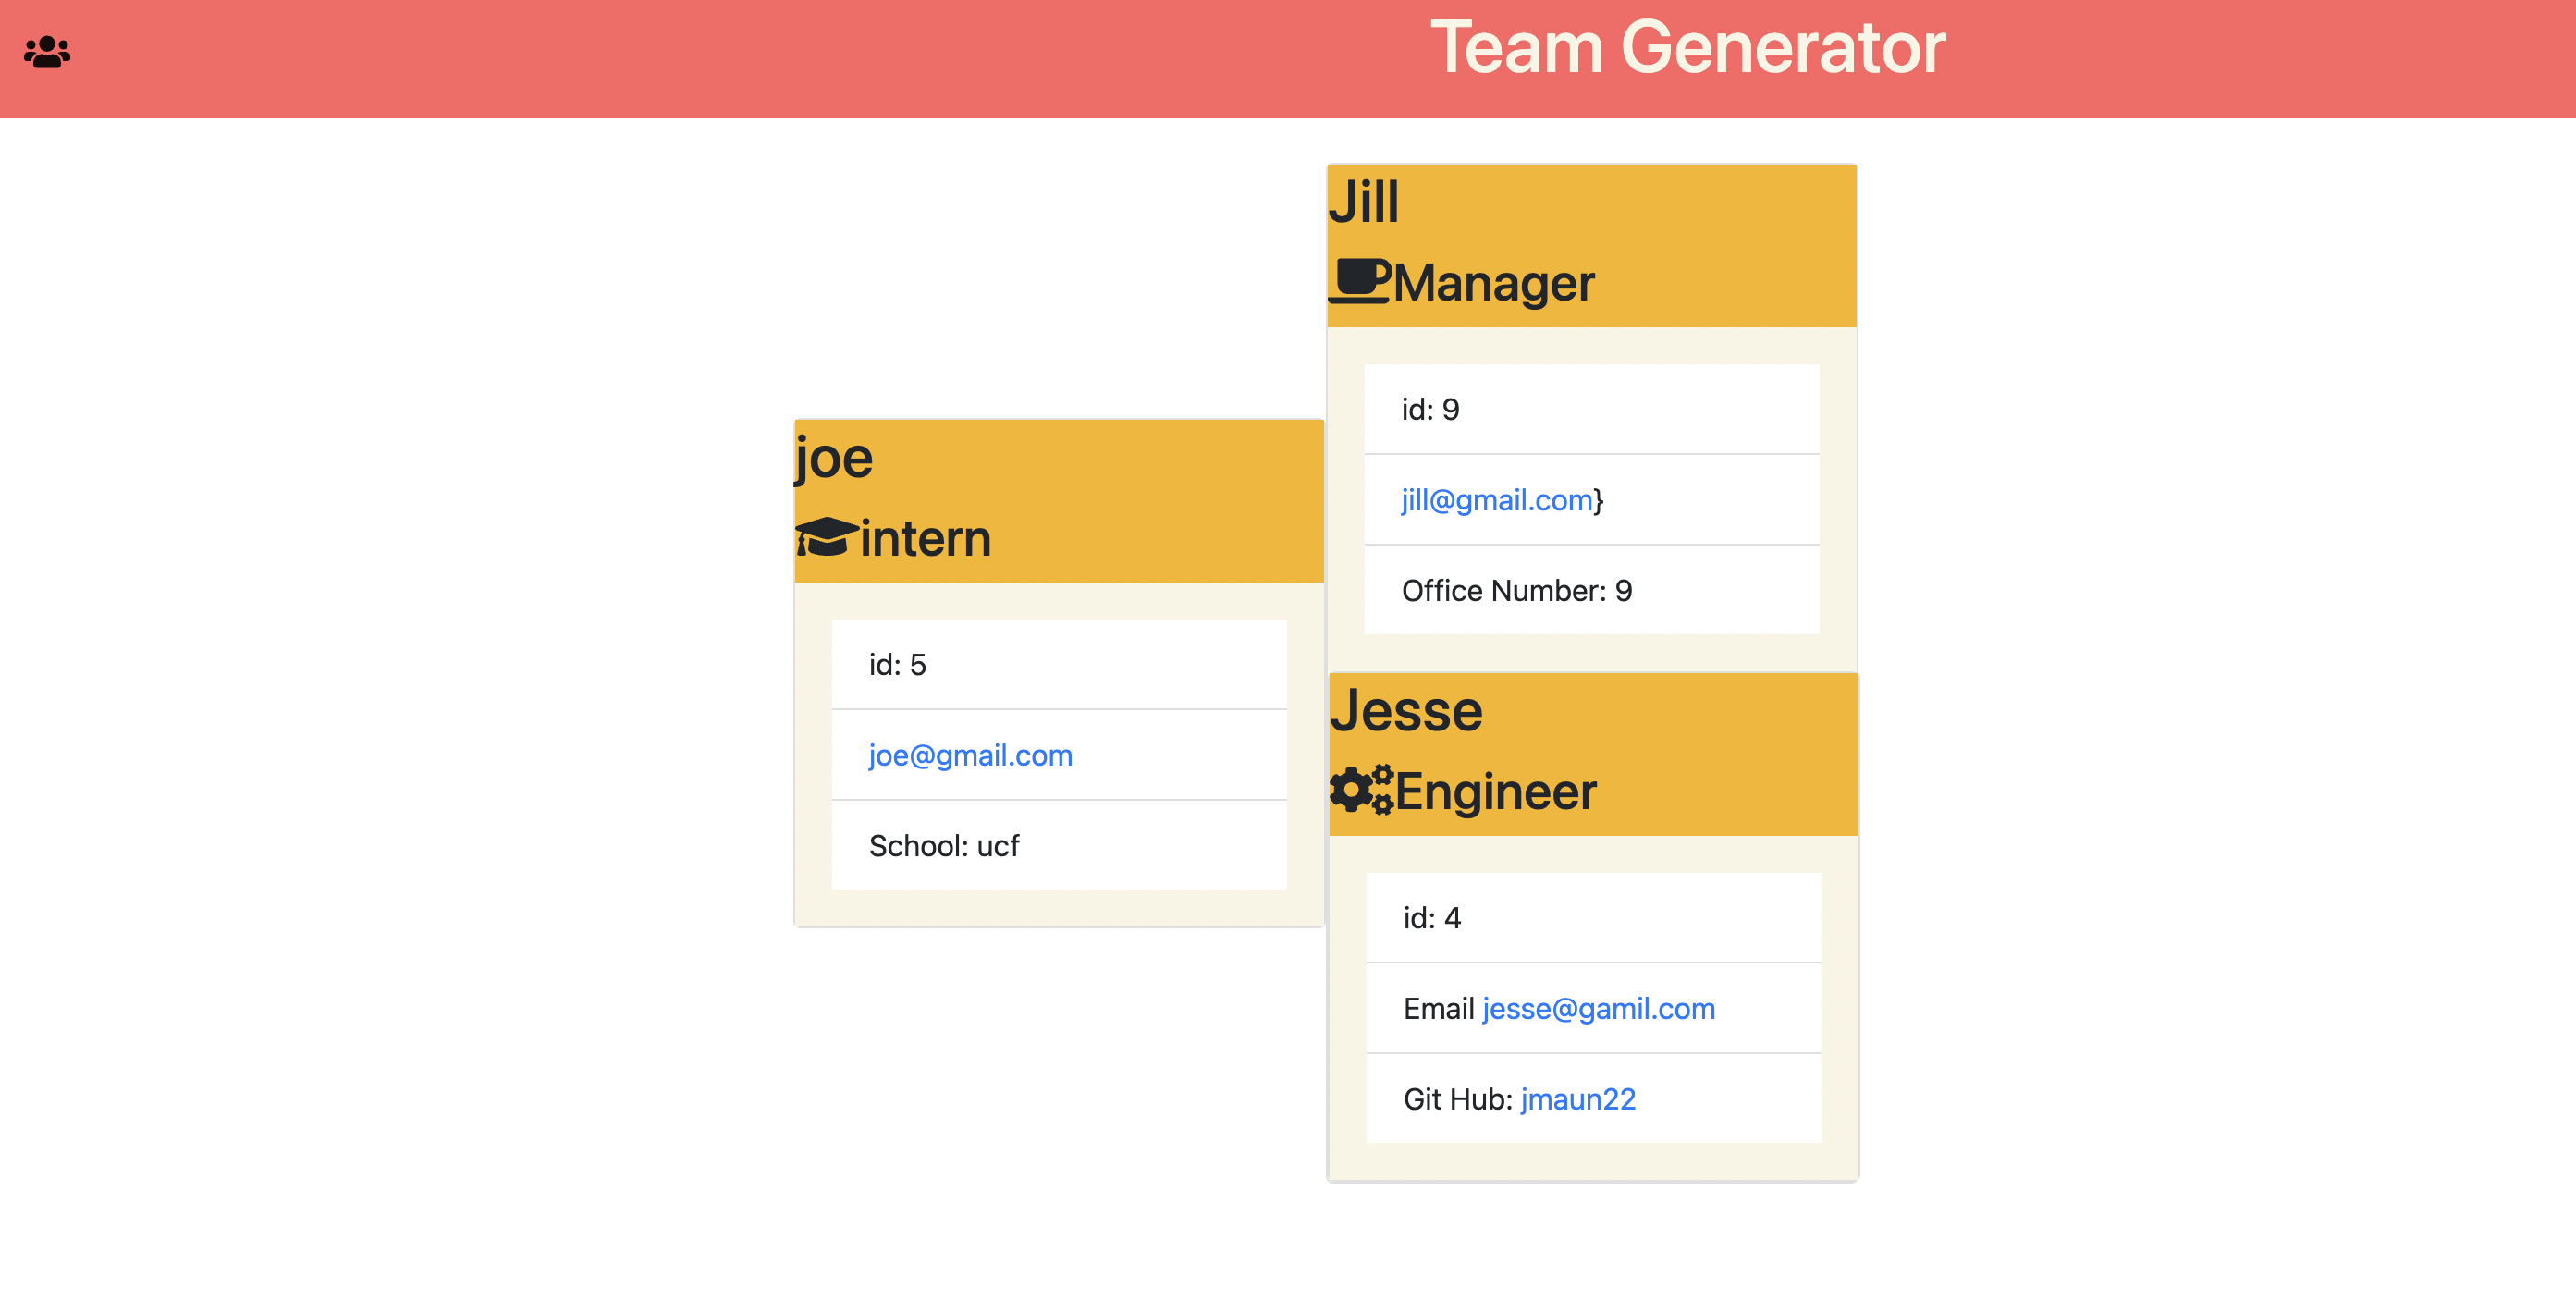 Team Generator
joe
intern
id: 5
joe@gmail.com
School: ucf
Jill
Manager
id: 9
jill@gmail.com}
Office Number: 9
Jesse
Engineer
id: 4
Email jesse@gamil.com
Git Hub: jmaun22